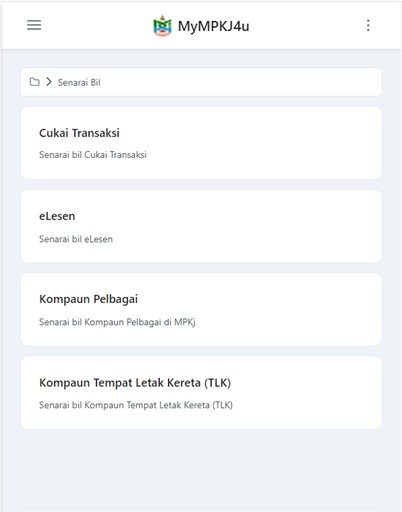 MyMPKJ4u
Senarai Bil
Cukai Transaksi
Senarai bil Cukai Transaksi
eLesen
Senarai bil eLesen
Kompaun Pelbagai
Senarai bil Kompaun Pelbagai di MPKj
Kompaun Tempat Letak Kereta (TLK)
Senarai bil Kompaun Tempat Letak Kereta (TLK)